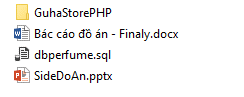 GuhaStorePHP
Bác cáo đồ án - Finaly.docx
dbperfume.sql
SideDoAn.pptx